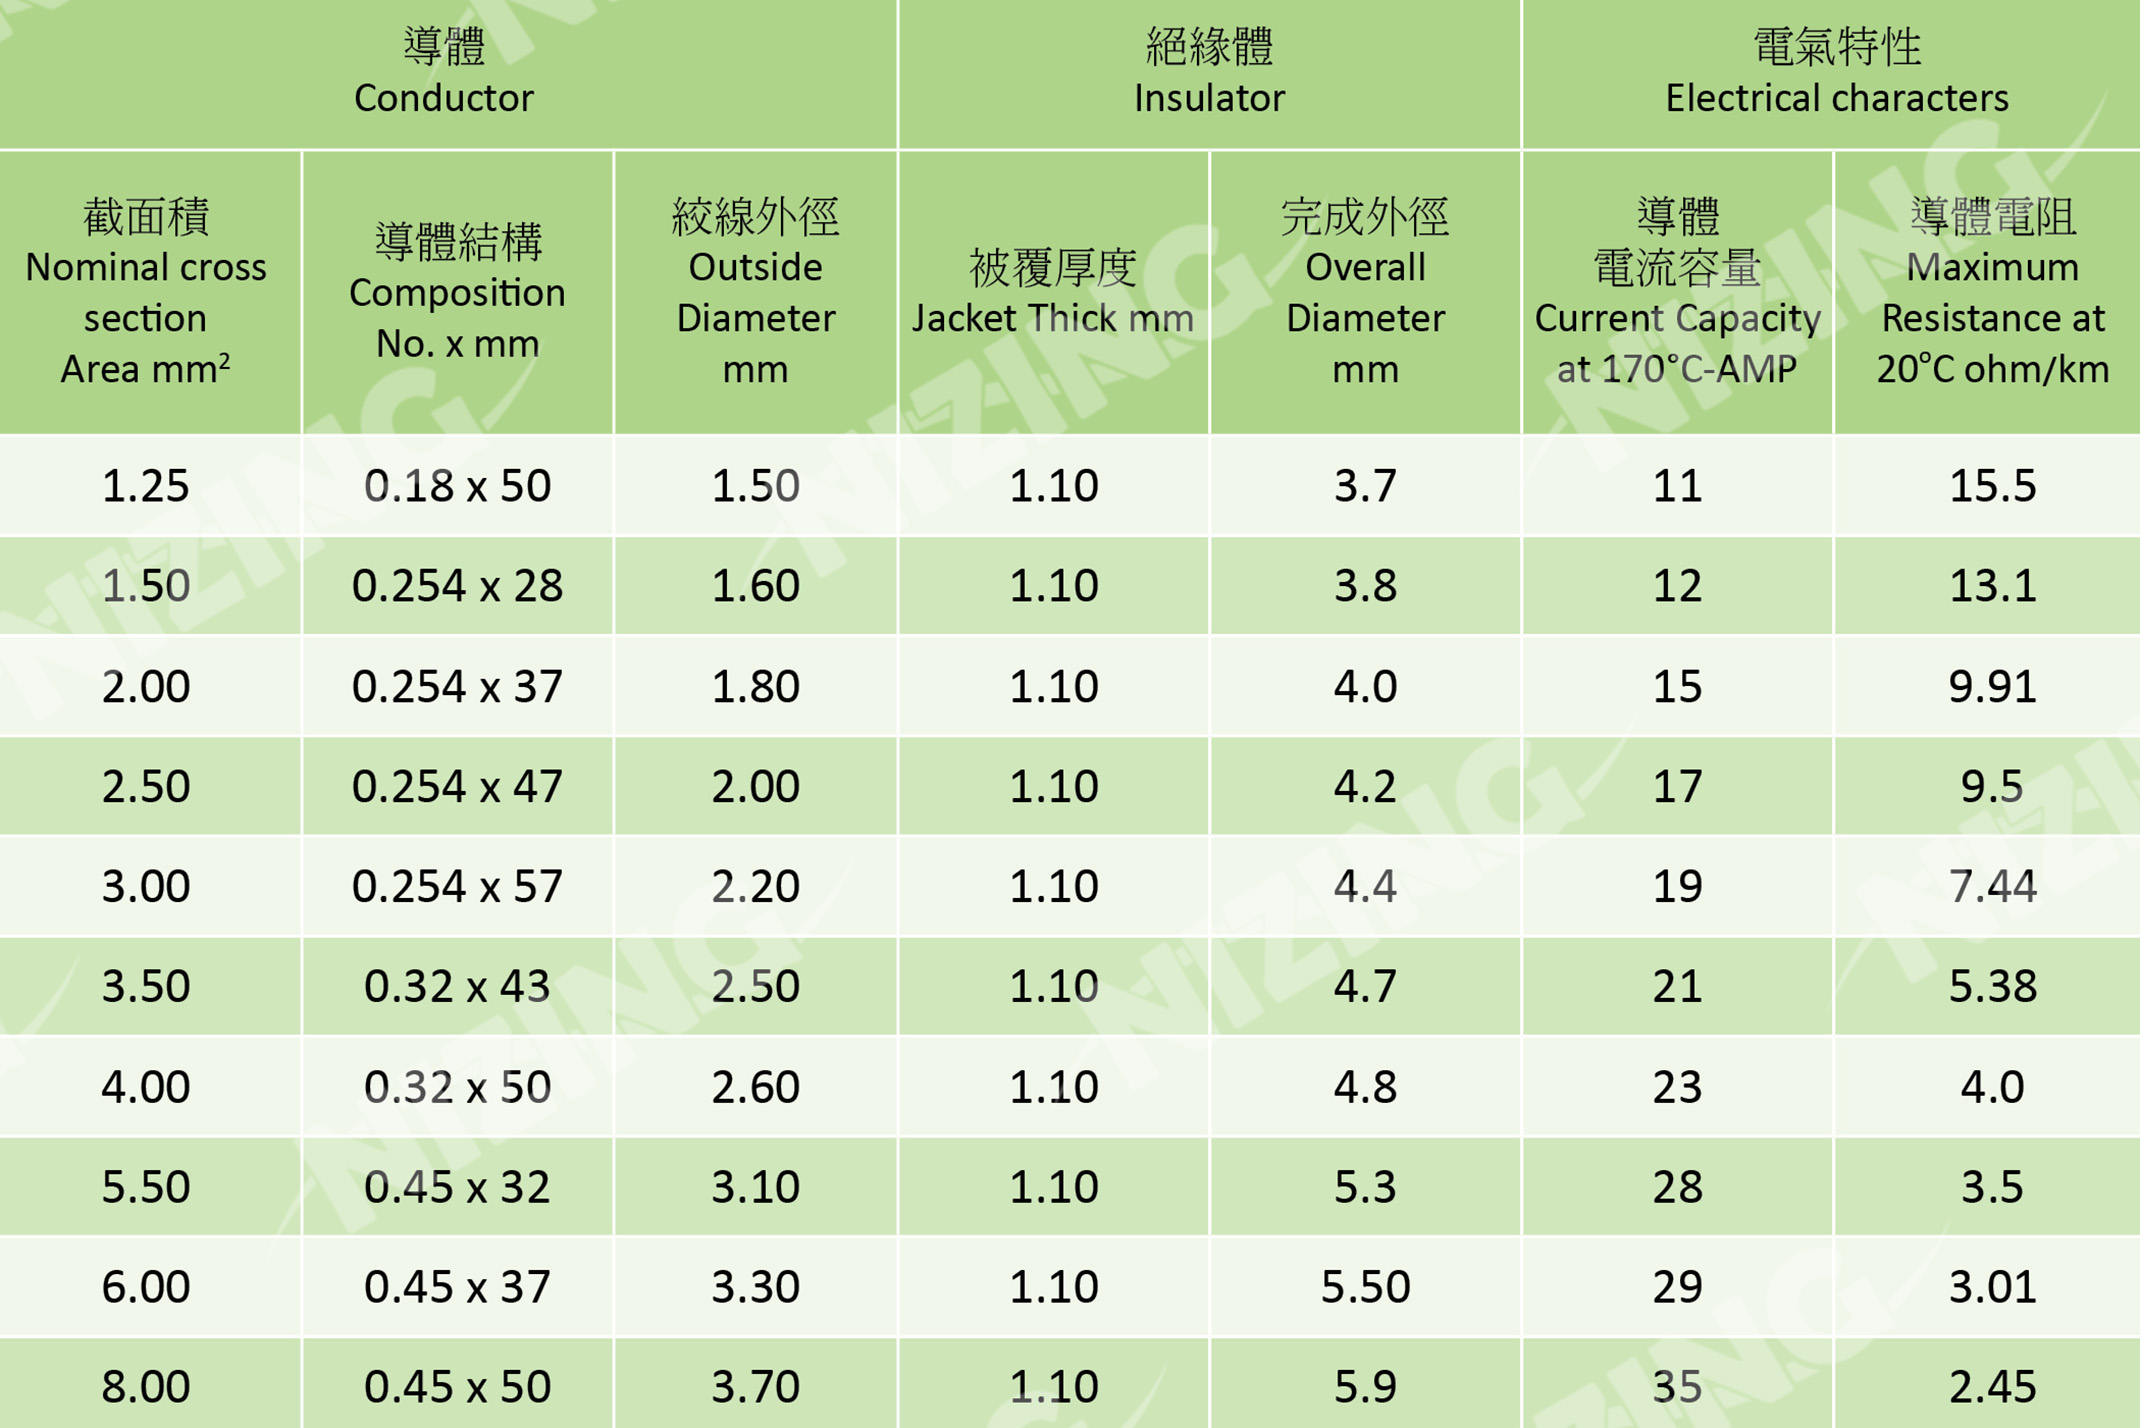 導體
Conductor
絕緣體
Insulator
電氣特性
Electrical characters
截面積
Nominal cross
section
Area mm²
導體結構
Composition
No. x mm
絞線外徑
Outside
Diameter
mm
被覆厚度
Jacket Thick mm
完成外徑
Overall
Diameter
mm
導體
電流容量
Current Capacity
at 170°C-AMP
導體電阻
Maximum
Resistance at
20°C ohm/km
1.25 0.18 x 50 1.50 1.10 3.7 11 15.5
1.50 0.254 x 28 1.60 1.10 3.8 12 13.1
2.00 0.254 x 37 1.80 1.10 4.0 15 9.91
2.50 0.254 x 47 2.00 1.10 4.2 17 9.5
3.00 0.254 x 57 2.20 1.10 4.4 19 7.44
3.50 0.32 x 43 2.50 1.10 4.7 21 5.38
4.00 0.32 x 50 2.60 1.10 4.8 23 4.0
5.50 0.45 x 32 3.10 1.10 5.3 28 3.5
6.00 0.45 x 37 3.30 1.10 5.50 29 3.01
8.00 0.45 x 50 3.70 1.10 5.9 35 2.45
NIZING
NIZING
NIZING
NIZING
NIZING
NIZING